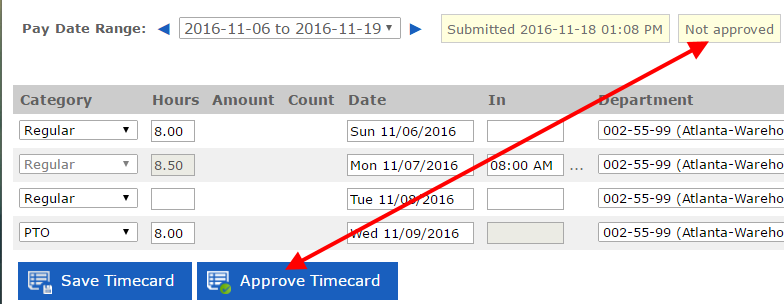 Pay Date Range: 2016-11-06 to 2016-11-19 Submitted 2016-11-18 01:08 PM Not approved
Category Hours Amount Count Date In Department
Regular 8.00 Sun 11/06/2016 002-55-99 (Atlanta-Wareho
Regular 8.50 Mon 11/07/2016 08:00 AM ... 002-55-99 (Atlanta-Wareho
Regular Tue 11/08/2016 002-55-99 (Atlanta-Wareho
PTO 8.00 Wed 11/09/2016 002-55-99 (Atlanta-Wareho
Save Timecard Approve Timecard